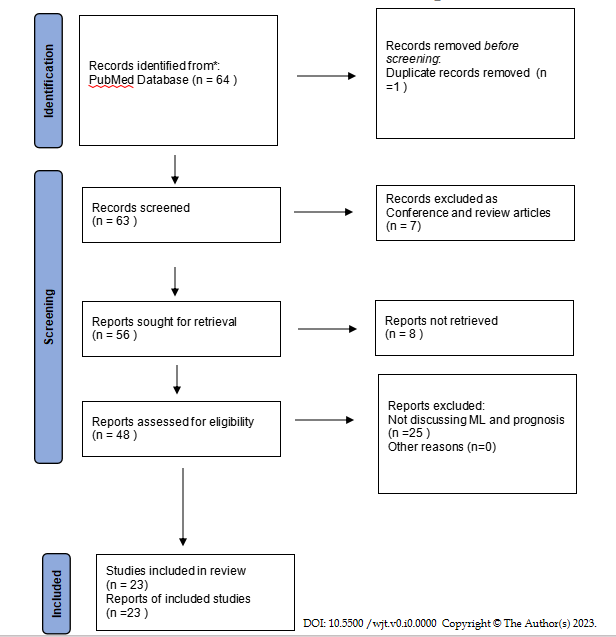 Identification
Records identified from*:
PubMed Database (n = 64 )
Records removed before
screening:
Duplicate records removed  (n
=1 )
Screening
Records screened
(n = 63 )
Records excluded as
Conference and review articles
(n = 7)
Reports sought for retrieval
(n = 56 )
Reports not retrieved
(n = 8 )
Reports assessed for eligibility
(n = 48 )
Reports excluded:
Not discussing ML and prognosis
(n =25 )
Other reasons (n=0)
Included
Studies included in review
(n = 23)
Reports of included studies
(n =23 )
DOI: 10.5500 /wjt.v0.i0.0000  Copyright © The Author(s) 2023.